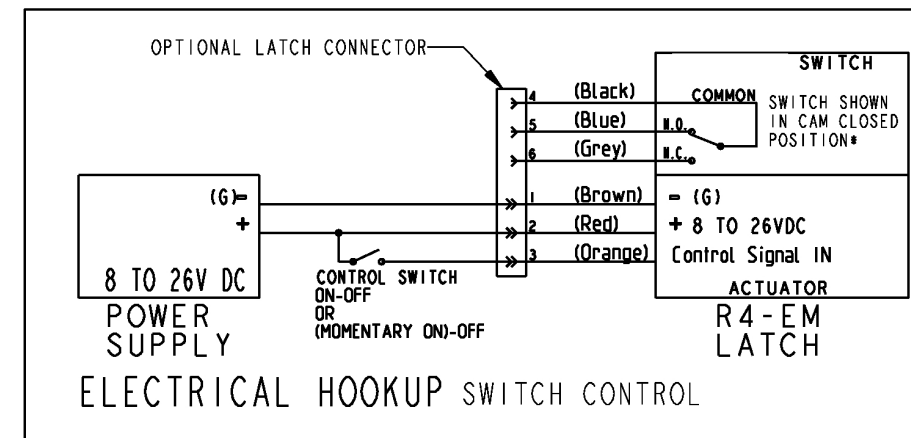 OPTIONAL LATCH CONNECTOR
SWITCH
4 (Black) COMMON
5 (Blue) N.O.
6 (Grey) N.C.
SWITCH SHOWN
IN CAM CLOSED
POSITION*
(G)-
+
8 TO 26V DC
POWER
SUPPLY
1 (Brown) - (G)
2 (Red) + 8 TO 26VDC
3 (Orange) Control Signal IN
CONTROL SWITCH
ON-OFF
OR
(MOMENTARY ON)-OFF
ACTUATOR
R4-EM
LATCH
ELECTRICAL HOOKUP SWITCH CONTROL